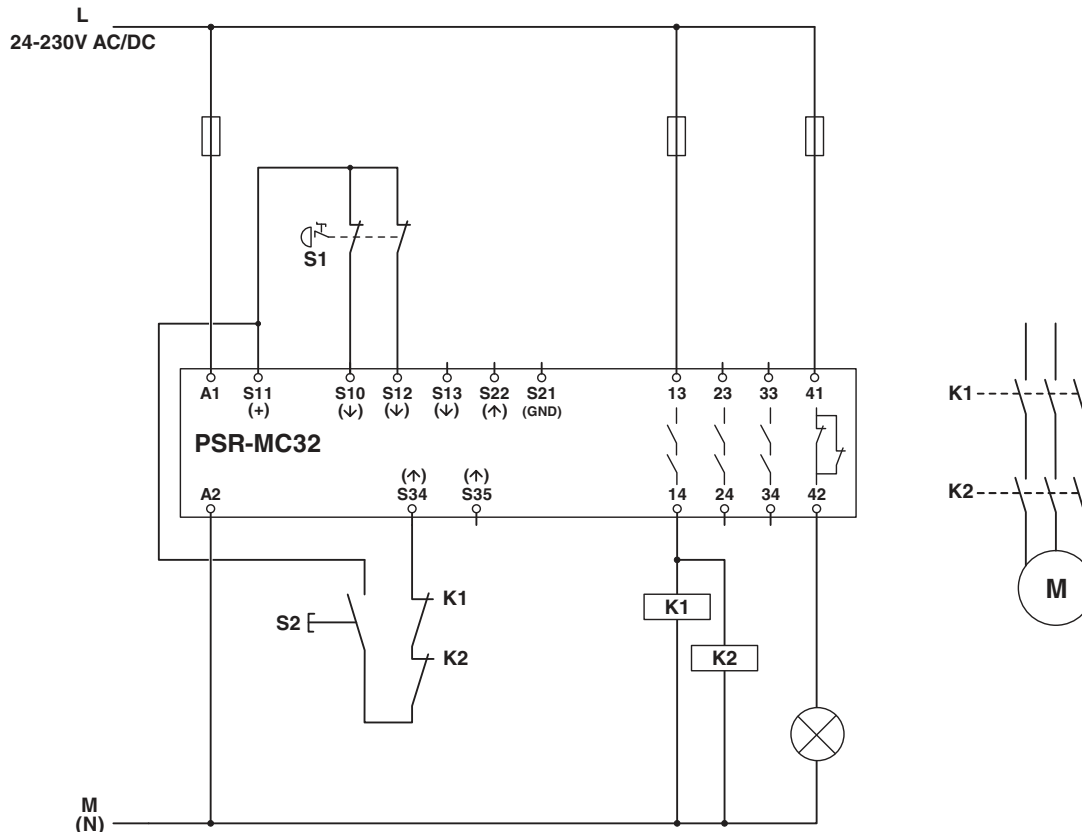 L
24-230V AC/DC
S1
A1 S11 S10 S12 S13 S22 S21 13 23 33 41
(+) (↓) (↓) (↓) (↑) (GND)
K1
PSR-MC32
(↑) (↑)
A2 S34 S35 14 24 34 42
K2
K1
M
S2
K1
K2
K2
M
(N)